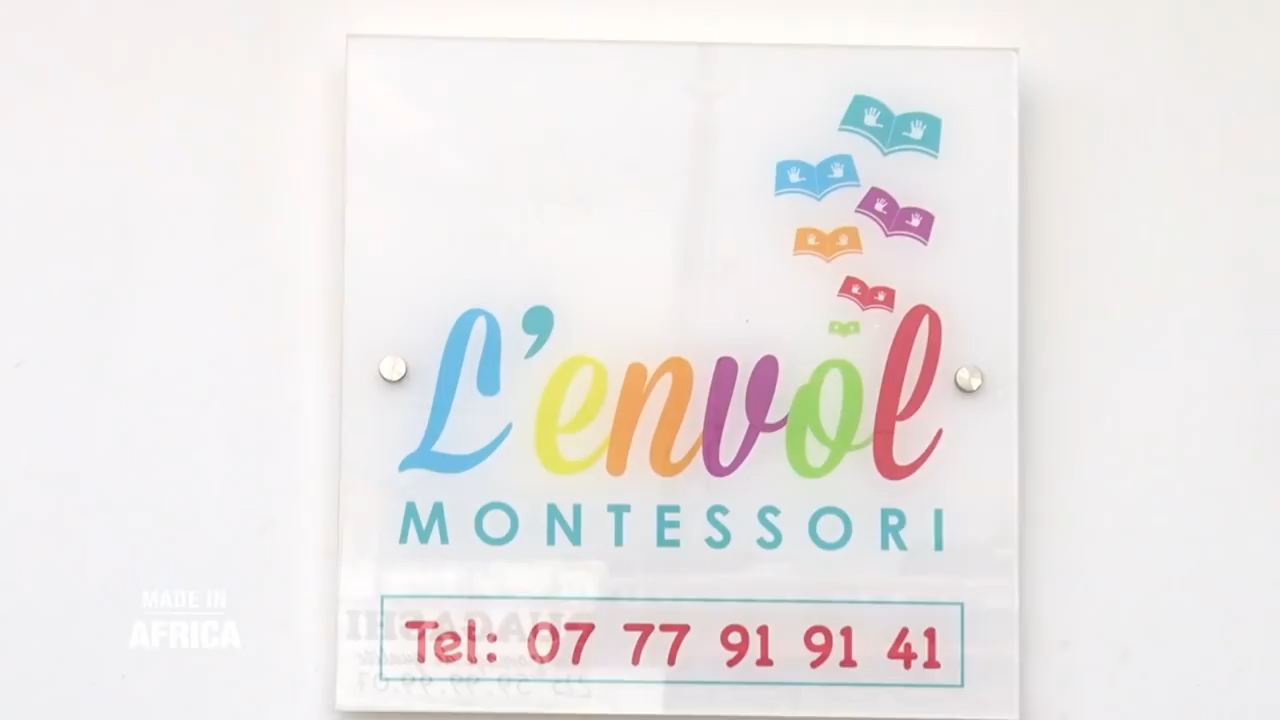 L'envol
MONTESSORI
Tel: 07 77 91 91 41
MADE IN
AFRICA